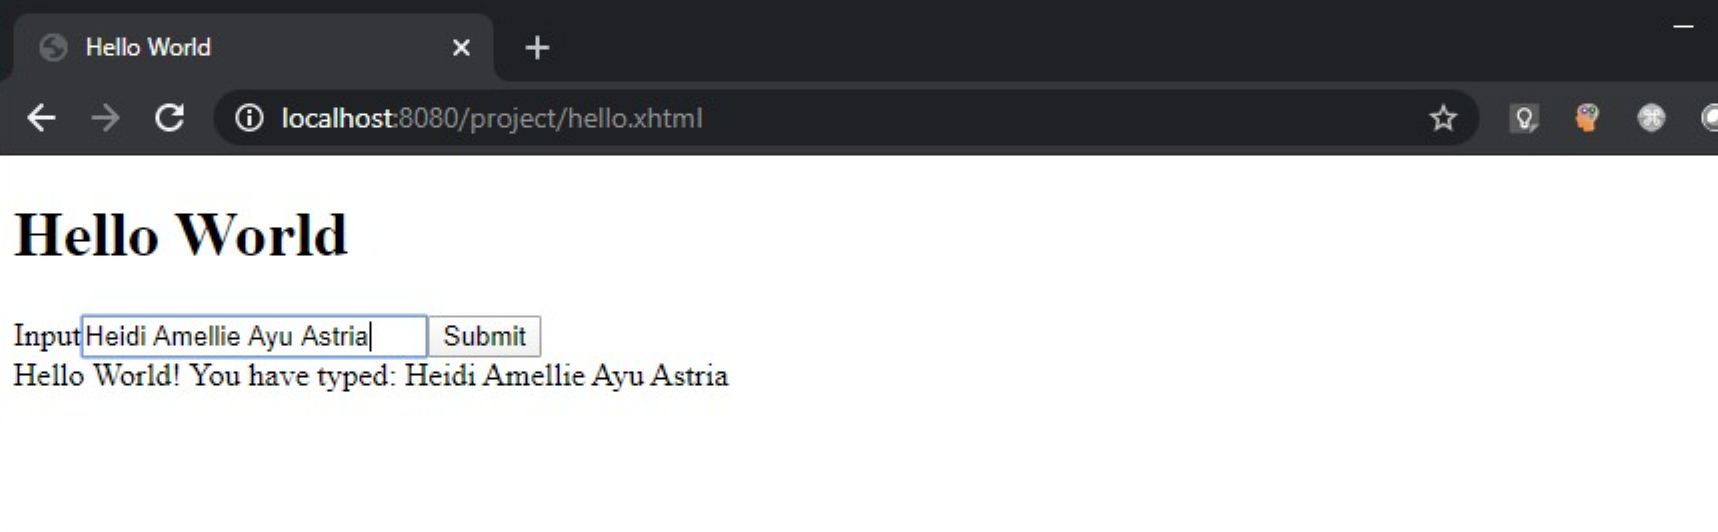 Hello World
localhost:8080/project/hello.xhtml
Hello World
Input Heidi Amellie Ayu Astria Submit
Hello World! You have typed: Heidi Amellie Ayu Astria